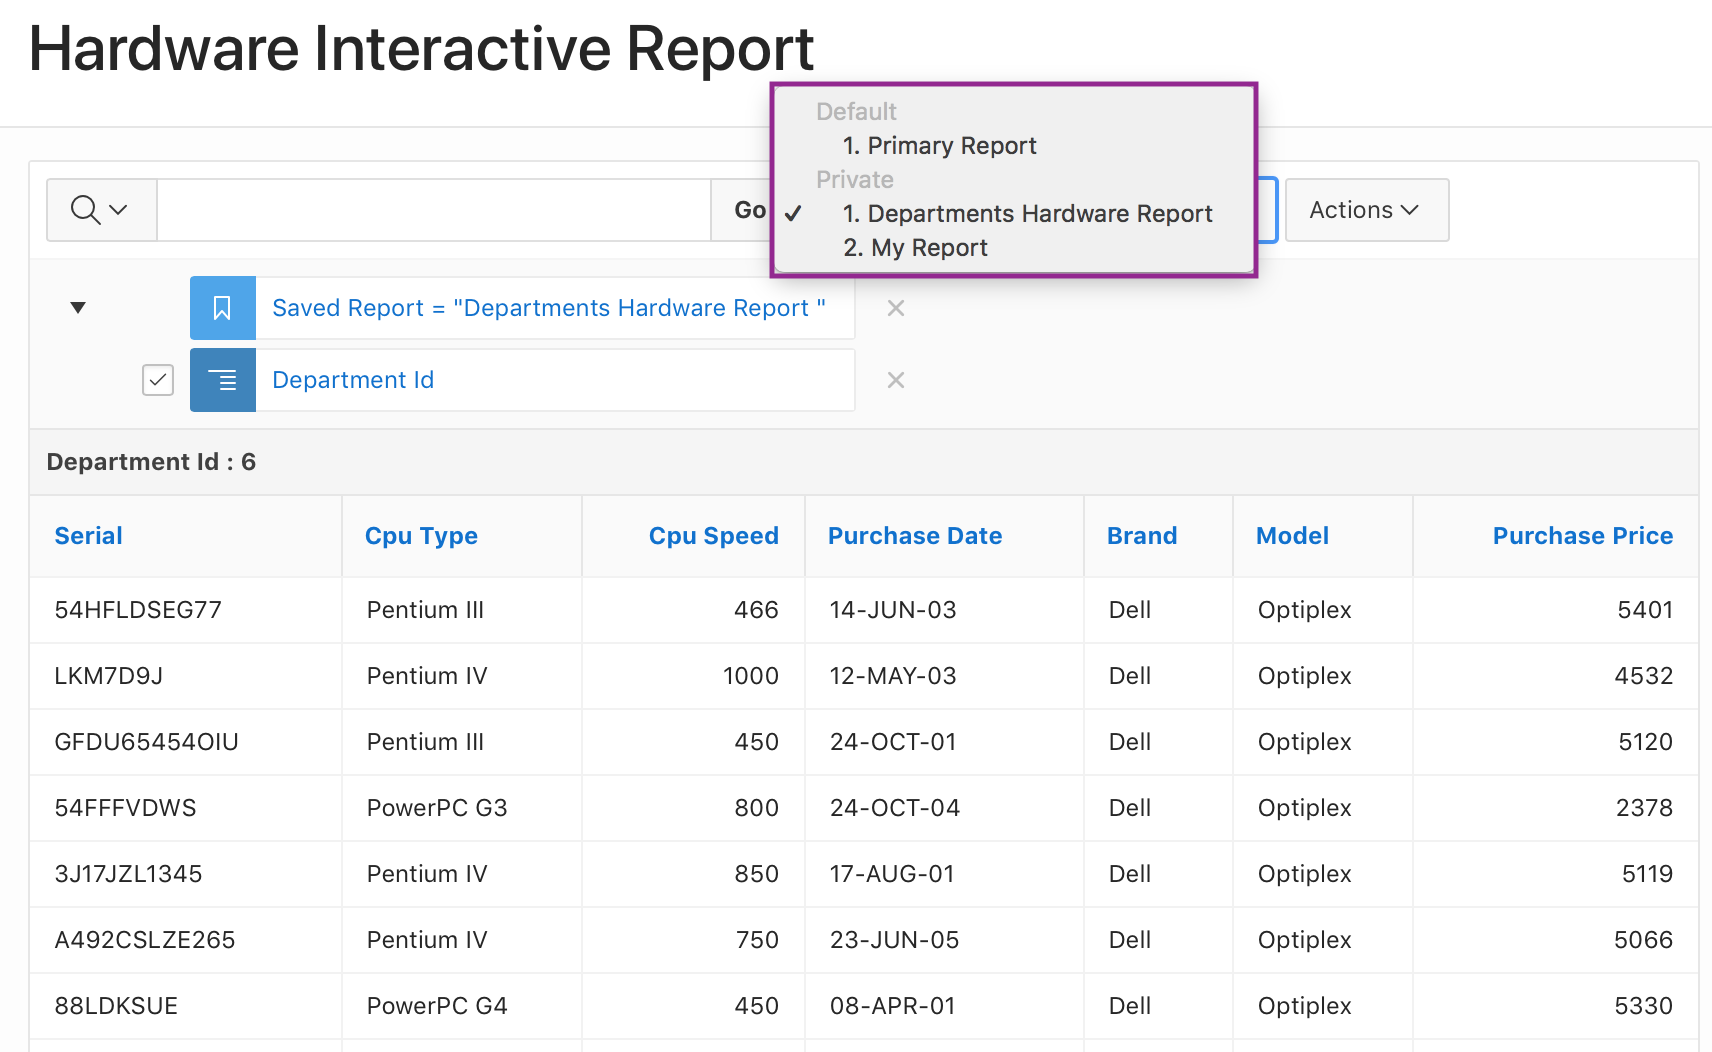 Hardware Interactive Report
Default
1. Primary Report
Private
Go ✓ 1. Departments Hardware Report Actions
2. My Report
Saved Report = "Departments Hardware Report "
Department Id
Department Id : 6
Serial Cpu Type Cpu Speed Purchase Date Brand Model Purchase Price
54HFLDSEG77 Pentium III 466 14-JUN-03 Dell Optiplex 5401
LKM7D9J Pentium IV 1000 12-MAY-03 Dell Optiplex 4532
GFDU65454OIU Pentium III 450 24-OCT-01 Dell Optiplex 5120
54FFFVDWS PowerPC G3 800 24-OCT-04 Dell Optiplex 2378
3J17JZL1345 Pentium IV 850 17-AUG-01 Dell Optiplex 5119
A492CSLZE265 Pentium IV 750 23-JUN-05 Dell Optiplex 5066
88LDKSUE PowerPC G4 450 08-APR-01 Dell Optiplex 5330